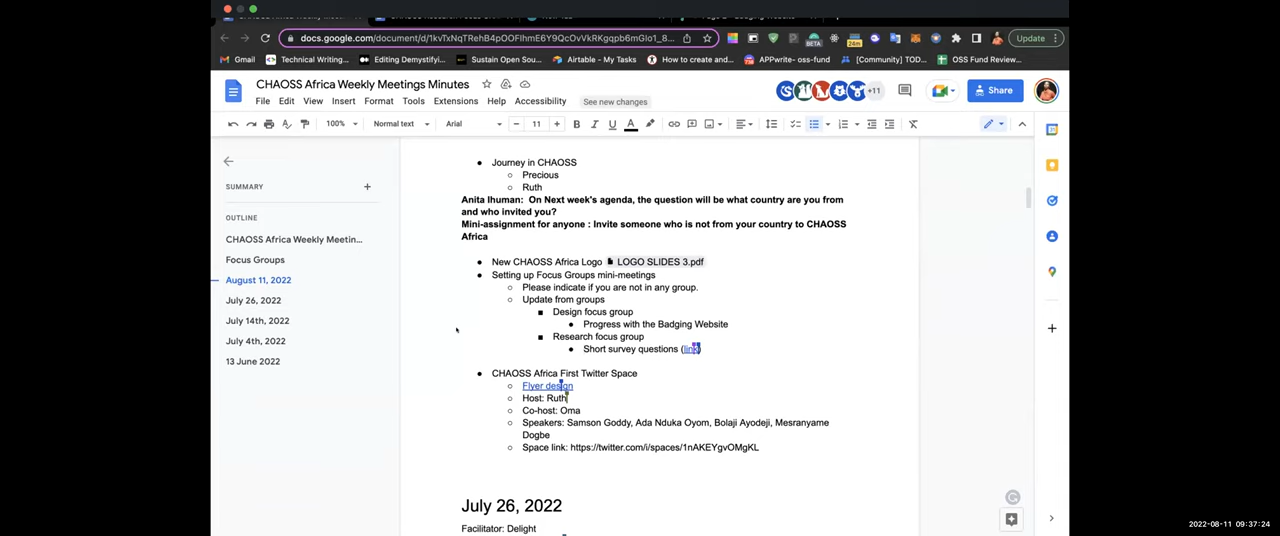 docs.google.com/document/d/1kvTxNqTRehB4pOOFlhmE6Y9QcOvVkRKgqpb6mGlo1_8...
BETA
24m
Update
Gmail
Technical Writing...
Editing Demystifyi...
Sustain Open Sou...
Airtable - My Tasks
How to create and...
APPwrite- oss-fund
[Community] TOD...
OSS Fund Review...
CHAOSS Africa Weekly Meetings Minutes
+11
Share
File Edit View Insert Format Tools Extensions Help Accessibility
See new changes
100%
Normal text
Arial
11
SUMMARY
OUTLINE
CHAOSS Africa Weekly Meetin...
Focus Groups
August 11, 2022
July 26, 2022
July 14th, 2022
July 4th, 2022
13 June 2022
Journey in CHAOSS
Precious
Ruth
Anita Ihuman: On Next week's agenda, the question will be what country are you from
and who invited you?
Mini-assignment for anyone : Invite someone who is not from your country to CHAOSS
Africa
New CHAOSS Africa Logo LOGO SLIDES 3.pdf
Setting up Focus Groups mini-meetings
Please indicate if you are not in any group.
Update from groups
Design focus group
Progress with the Badging Website
Research focus group
Short survey questions (link)
CHAOSS Africa First Twitter Space
Flyer design
Host: Ruth
Co-host: Oma
Speakers: Samson Goddy, Ada Nduka Oyom, Bolaji Ayodeji, Mesranyame
Dogbe
Space link: https://twitter.com/i/spaces/1nAKEYgvOMgKL
July 26, 2022
Facilitator: Delight
2022-08-11 09:37:24